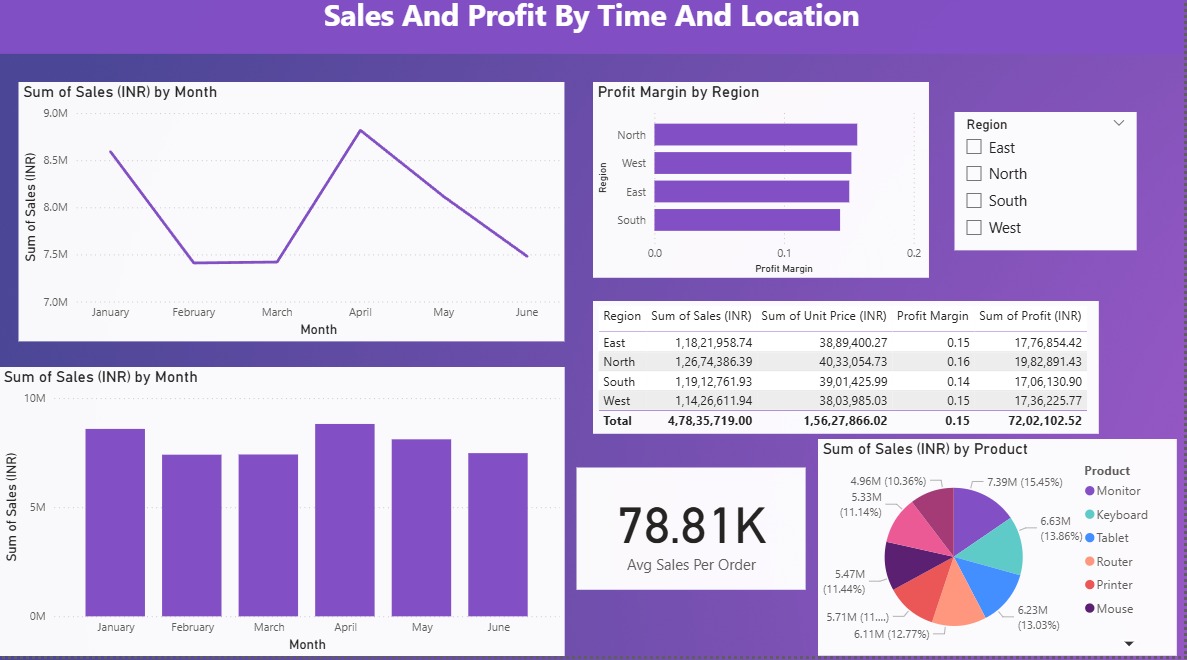 Sales And Profit By Time And Location
Sum of Sales (INR) by Month
Sum of Sales (INR)
9.0M
8.5M
8.0M
7.5M
7.0M
January February March April May June
Month
Profit Margin by Region
Region
North
West
East
South
0.0 0.1 0.2
Profit Margin
Region
East
North
South
West
Region Sum of Sales (INR) Sum of Unit Price (INR) Profit Margin Sum of Profit (INR)
East 1,18,21,958.74 38,89,400.27 0.15 17,76,854.42
North 1,26,74,386.39 40,33,054.73 0.16 19,82,891.43
South 1,19,12,761.93 39,01,425.99 0.14 17,06,130.90
West 1,14,26,611.94 38,03,985.03 0.15 17,36,225.77
Total 4,78,35,719.00 1,56,27,866.02 0.15 72,02,102.52
Sum of Sales (INR) by Month
Sum of Sales (INR)
10M
5M
0M
January February March April May June
Month
78.81K
Avg Sales Per Order
Sum of Sales (INR) by Product
4.96M (10.36%)
7.39M (15.45%)
5.33M
(11.14%)
6.63M
(13.86%)
5.47M
(11.44%)
6.23M
(13.03%)
5.71M (11....)
6.11M (12.77%)
Product
Monitor
Keyboard
Tablet
Router
Printer
Mouse